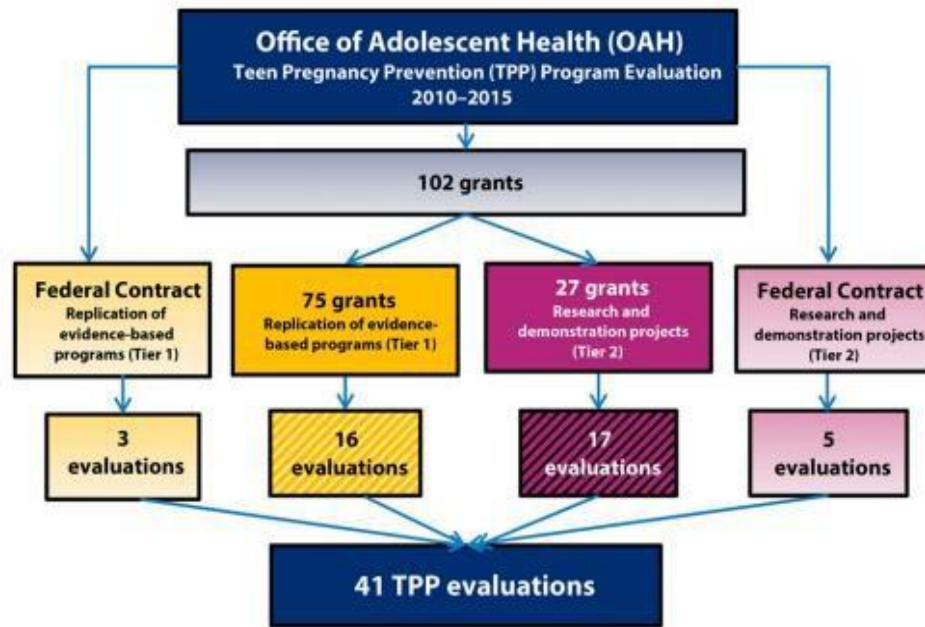 Office of Adolescent Health (OAH)
Teen Pregnancy Prevention (TPP) Program Evaluation
2010–2015
102 grants
Federal Contract
Replication of
evidence-based
programs (Tier 1)
75 grants
Replication of evidence-
based programs (Tier 1)
27 grants
Research and
demonstration projects
(Tier 2)
Federal Contract
Research and
demonstration projects
(Tier 2)
3
evaluations
16
evaluations
17
evaluations
5
evaluations
41 TPP evaluations